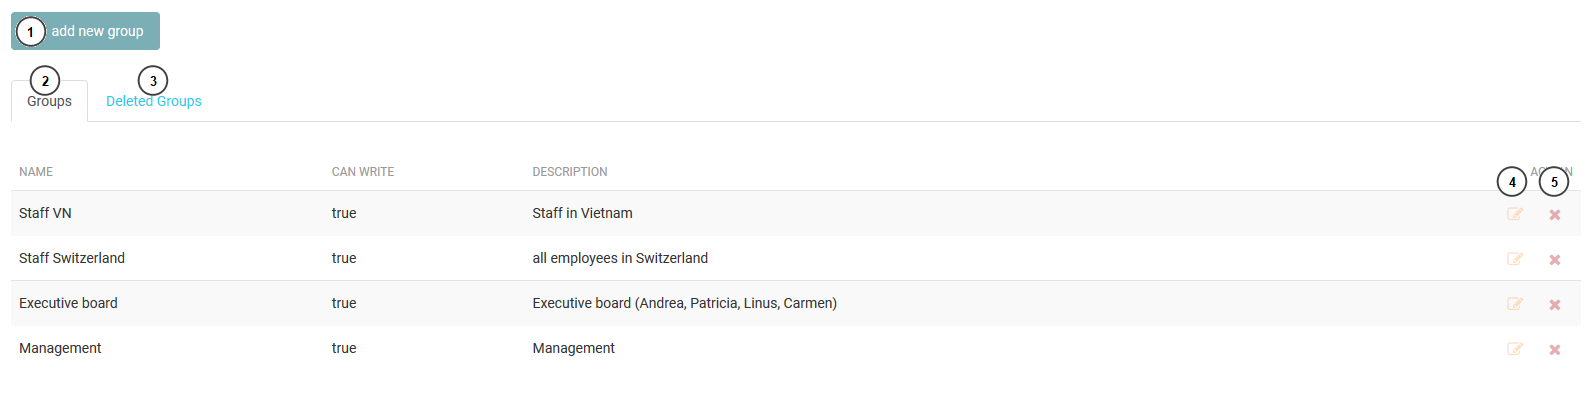 1 add new group
2 3
Groups Deleted Groups
NAME CAN WRITE DESCRIPTION
4 5
Staff VN true Staff in Vietnam
Staff Switzerland true all employees in Switzerland
Executive board true Executive board (Andrea, Patricia, Linus, Carmen)
Management true Management